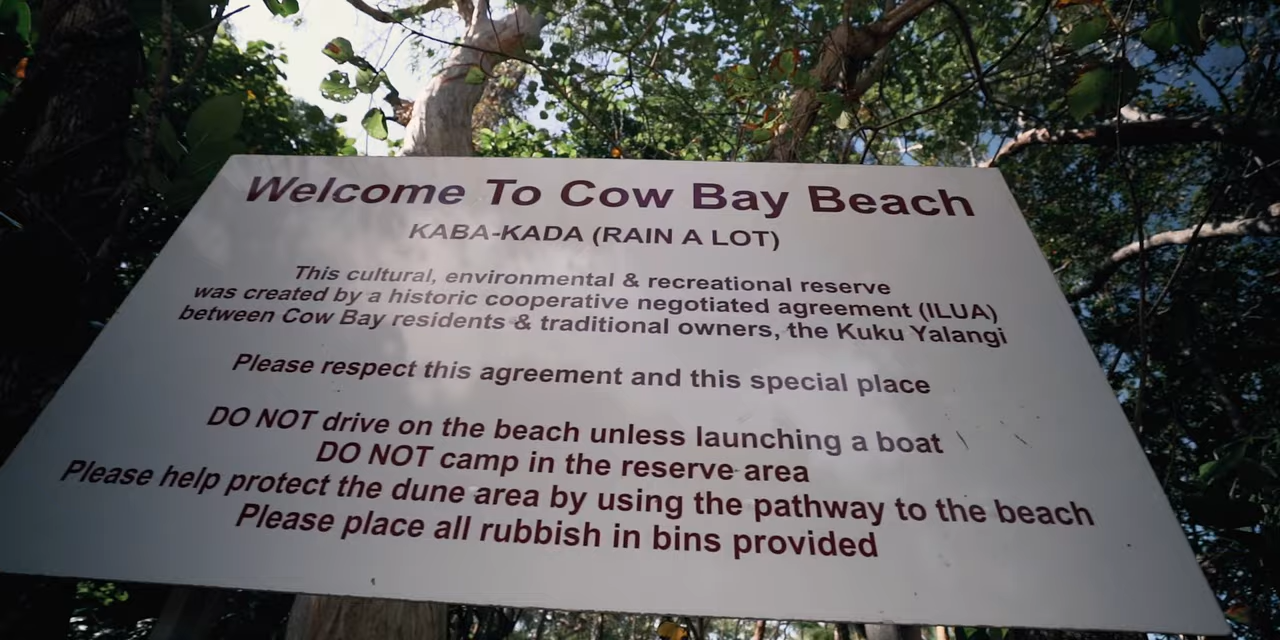 Welcome To Cow Bay Beach
KABA-KADA (RAIN A LOT)
This cultural, environmental & recreational reserve
was created by a historic cooperative negotiated agreement (ILUA)
between Cow Bay residents & traditional owners, the Kuku Yalangi
Please respect this agreement and this special place
DO NOT drive on the beach unless launching a boat
DO NOT camp in the reserve area
Please help protect the dune area by using the pathway to the beach
Please place all rubbish in bins provided